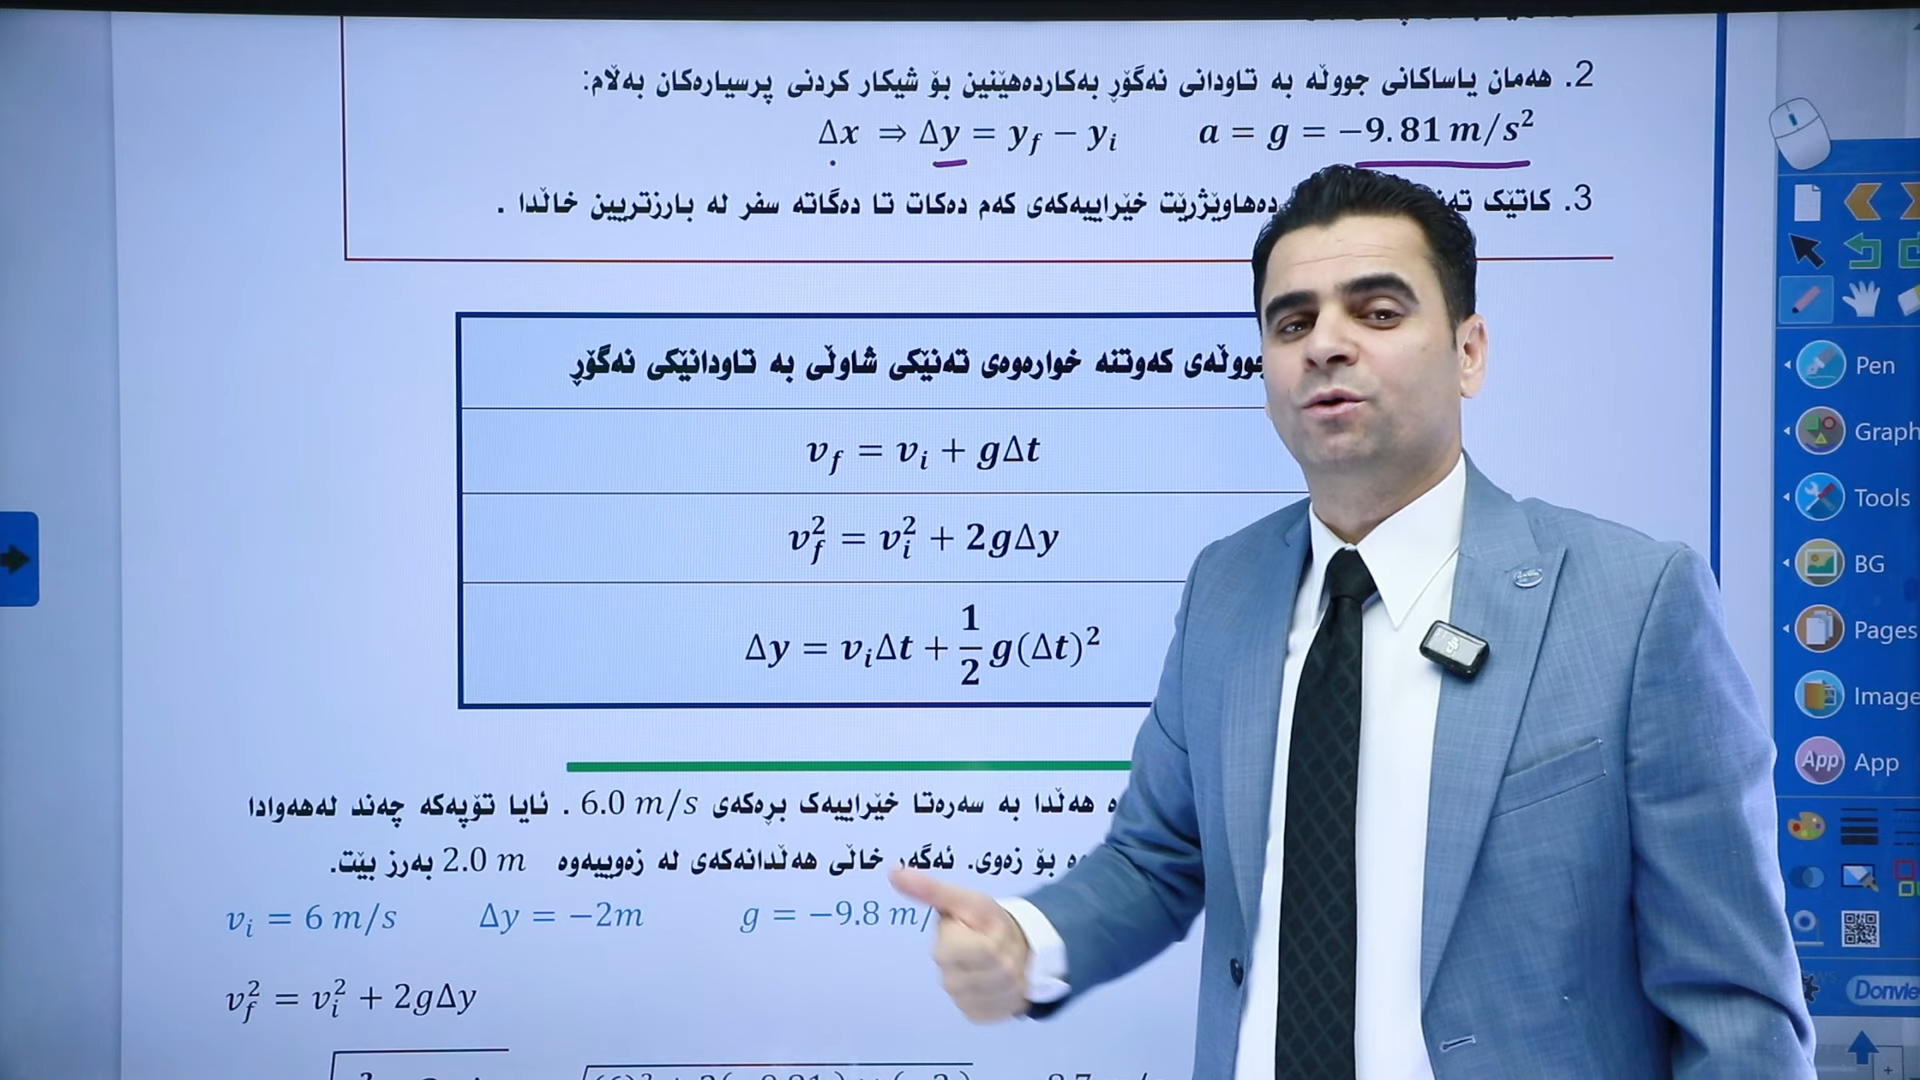 2. هەمان یاساکانی جووڵە بە تاودانی نەگۆڕ بەکاردەهێنین بۆ شیکار کردنی پرسیارەکان بەڵام:
Δx ⇒ Δy = y_f − y_i a = g = −9.81 m/s²
3. کاتێک دەهاوێژرێت خێراییەکەی کەم دەکات تا دەگاتە سفر لە بارزتریین خاڵدا .
کەوتنە خوارەوەی تەنێکی شاوڵی بە تاودانێکی نەگۆڕ
v_f = v_i + gΔt
v_f² = v_i² + 2gΔy
Δy = v_iΔt + 1/2 g(Δt)²
هەڵدا بە سەرەتا خێراییەک بڕەکەی 6.0 m/s . ئایا تۆپەکە چەند لەهەوادا
بۆ زەوی. ئەگەر خاڵی هەڵدانەکەی لە زەوییەوە 2.0 m بەرز بێت.
v_i = 6 m/s Δy = −2m g = −9.8 m/
v_f² = v_i² + 2gΔy
Pen
Graph
Tools
BG
Pages
Image
App App
Donvie